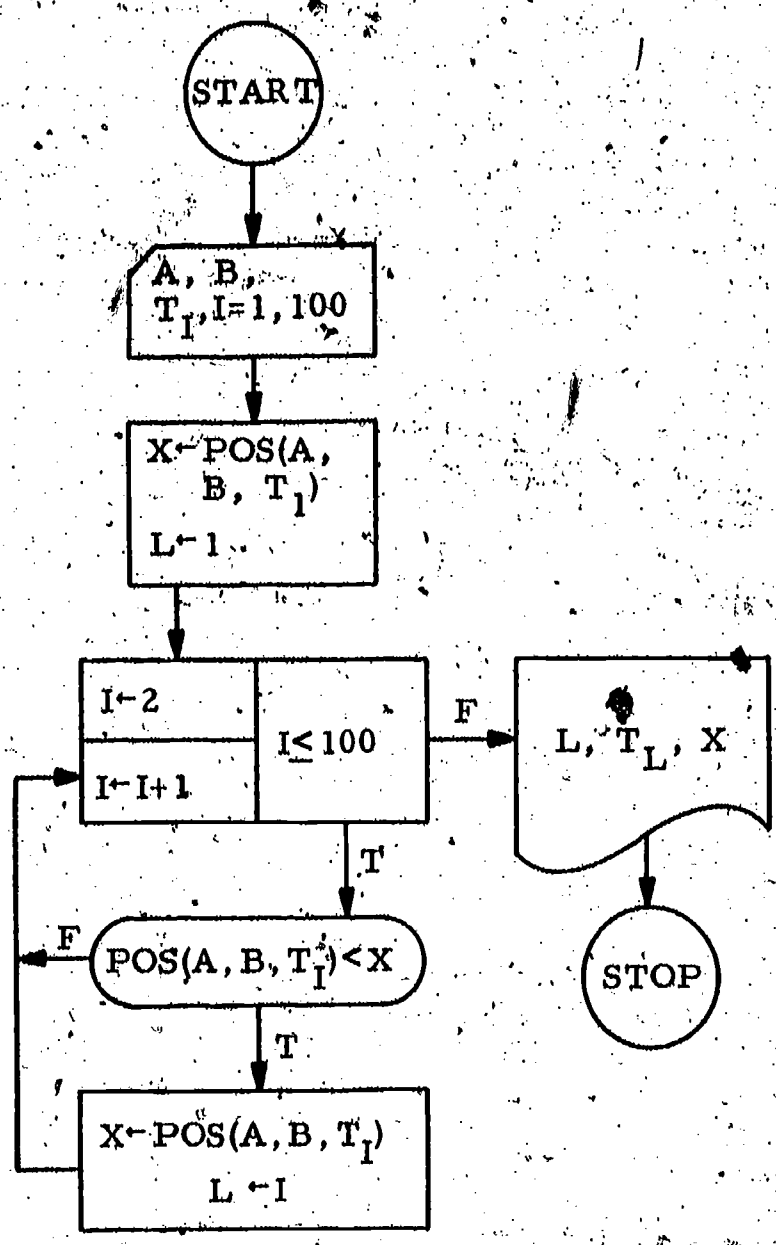 START
A, B,
T_I, I=1, 100
X←POS(A,
B, T_1)
L←1
I←2
I←I+1
I≤100
F
L, T_L, X
T
F
POS(A, B, T_I)<X
STOP
T
X←POS(A, B, T_I)
L←I